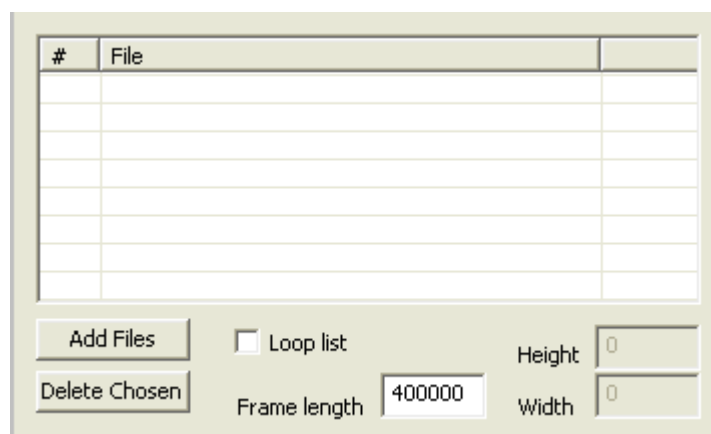 # File
Add Files Loop list Height 0
Delete Chosen Frame length 400000 Width 0